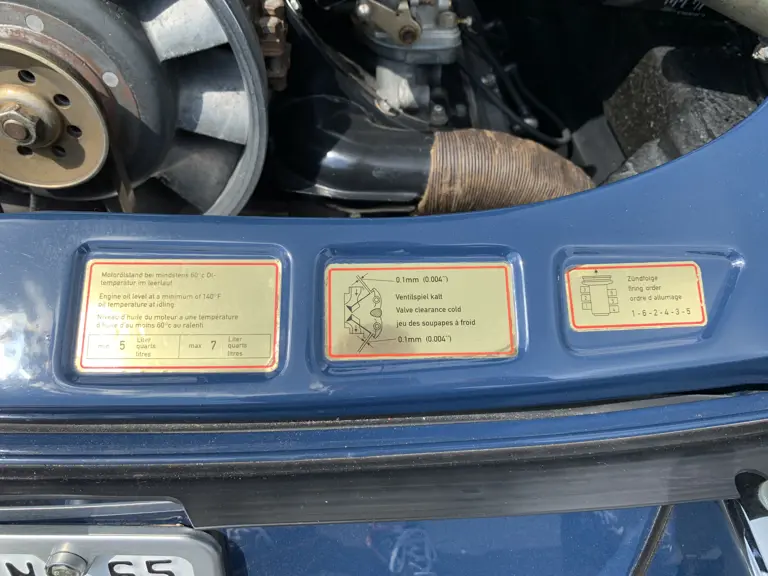 Motorölstand bei mindstens 60°c Öl-
temperatur im leerlauf
Engine oil level at a minimum of 140°F
oil temperature at idling
Niveau d'huile du moteur a une température
d'huile d'au moins 60°c au ralenti
min 5 Liter quarts litres max 7 Liter quarts litres
0.1mm (0.004")
Ventilspiel kalt
Valve clearance cold
jeu des soupapes à froid
0.1mm (0.004")
Zündfolge
firing order
ordre d'allumage
1-6-2-4-3-5
N 65